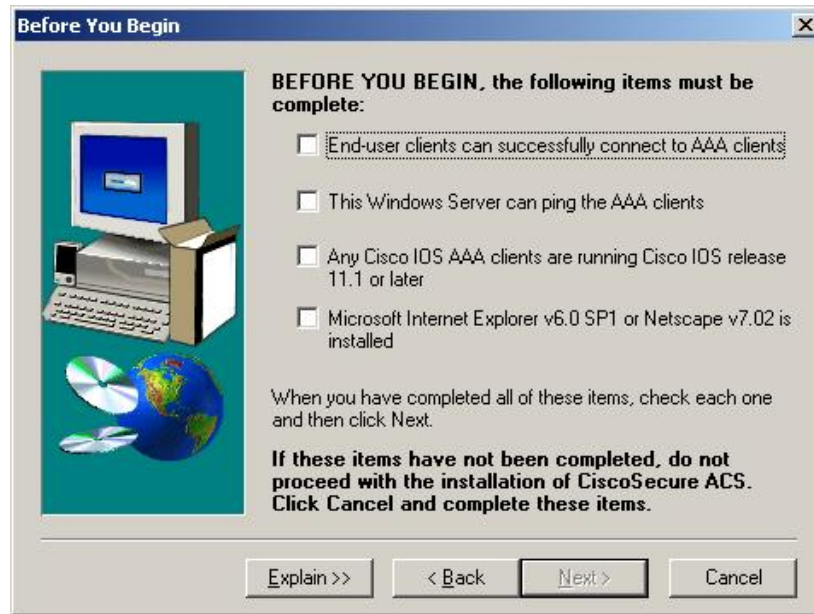 Before You Begin
BEFORE YOU BEGIN, the following items must be
complete:
End-user clients can successfully connect to AAA clients
This Windows Server can ping the AAA clients
Any Cisco IOS AAA clients are running Cisco IOS release
11.1 or later
Microsoft Internet Explorer v6.0 SP1 or Netscape v7.02 is
installed
When you have completed all of these items, check each one
and then click Next.
If these items have not been completed, do not
proceed with the installation of CiscoSecure ACS.
Click Cancel and complete these items.
Explain >>
< Back
Next >
Cancel